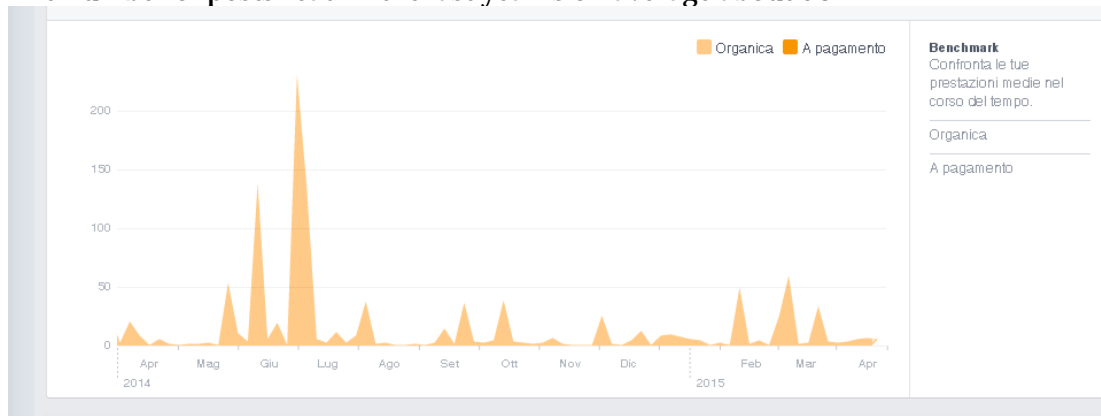 Organica A pagamento
Benchmark
Confronta le tue
prestazioni medie nel
corso del tempo.
Organica
A pagamento
200
150
100
50
0
Apr Mag Giu Lug Ago Set Ott Nov Dic Feb Mar Apr
2014 2015